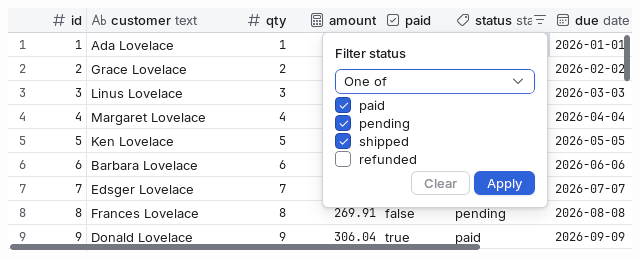 # id Ab customer text # qty amount paid status sta due date
1 1 Ada Lovelace 1 2026-01-01
2 2 Grace Lovelace 2 2026-02-02
3 3 Linus Lovelace 3 2026-03-03
4 4 Margaret Lovelace 4 2026-04-04
5 5 Ken Lovelace 5 2026-05-05
6 6 Barbara Lovelace 6 2026-06-06
7 7 Edsger Lovelace 7 2026-07-07
8 8 Frances Lovelace 8 269.91 false pending 2026-08-08
9 9 Donald Lovelace 9 306.04 true paid 2026-09-09
Filter status
One of
paid
pending
shipped
refunded
Clear Apply